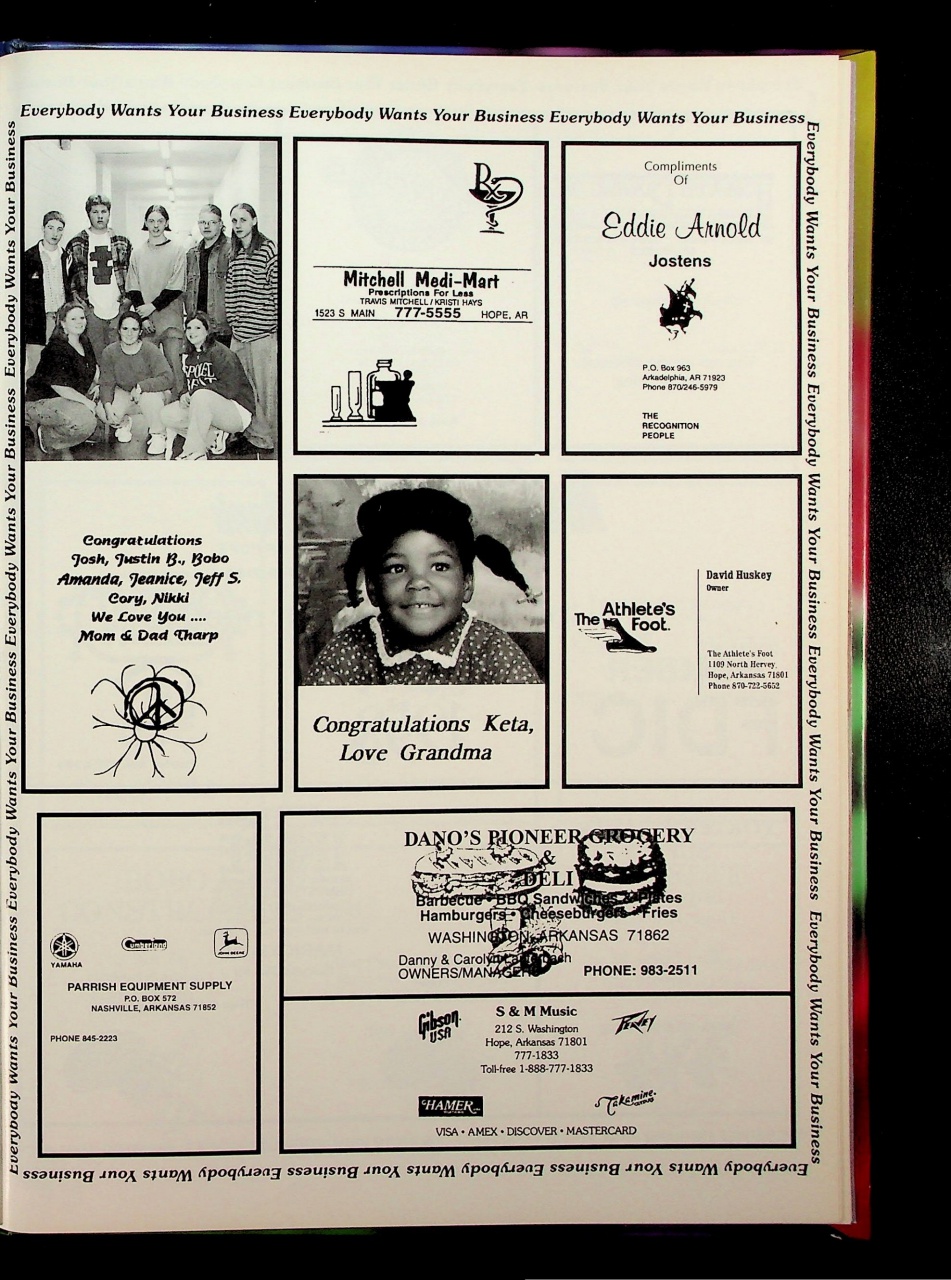 Everybody Wants Your Business Everybody Wants Your Business Everybody Wants Your Business
Everybody Wants Your Business Everybody Wants Your Business Everybody Wants Your Business Everybody Wants Your Business
Rx
Mitchell Medi-Mart
Prescriptions For Less
TRAVIS MITCHELL / KRISTI HAYS
1523 S MAIN 777-5555 HOPE, AR
Compliments
Of
Eddie Arnold
Jostens
P.O. Box 963
Arkadelphia, AR 71923
Phone 870/246-5979
THE
RECOGNITION
PEOPLE
Congratulations
Josh, Justin B., Bobo
Amanda, Jeanice, Jeff S.
Cory, Nikki
We Love You ....
Mom & Dad Tharp
Congratulations Keta,
Love Grandma
The Athlete's
Foot.
David Huskey
Owner
The Athlete's Foot
1109 North Hervey
Hope, Arkansas 71801
Phone 870-722-5652
YAMAHA
Cumberland
JOHN DEERE
PARRISH EQUIPMENT SUPPLY
P.O. BOX 572
NASHVILLE, ARKANSAS 71852
PHONE 845-2223
DANO'S PIONEER GROCERY
&
DELI
Barbecue • BBQ Sandwiches & Plates
Hamburgers • Cheeseburgers • Fries
WASHINGTON, ARKANSAS 71862
Danny & Carolyn
OWNERS/MANAGERS PHONE: 983-2511
Gibson
USA
S & M Music
212 S. Washington
Hope, Arkansas 71801
777-1833
Toll-free 1-888-777-1833
PEAVEY
HAMER
Takamine
VISA • AMEX • DISCOVER • MASTERCARD
Everybody Wants Your Business Everybody Wants Your Business Everybody Wants Your Business Everybody Wants Your Business
Everybody Wants Your Business Everybody Wants Your Business Everybody Wants Your Business